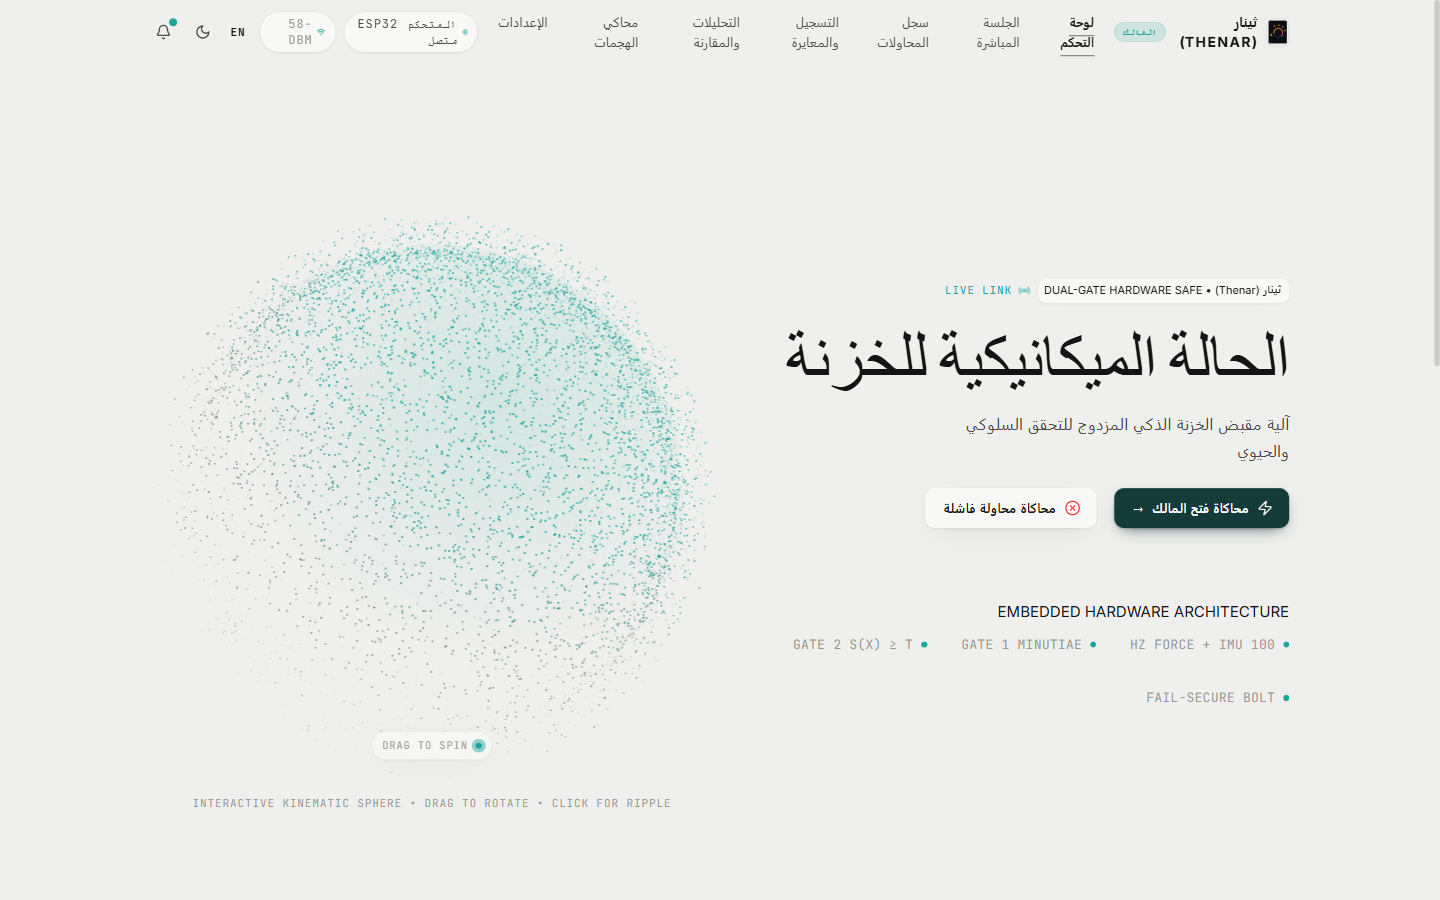 ثينار
(THENAR)
المالك
لوحة
التحكم
الجلسة
المباشرة
سجل
المحاولات
التسجيل
والمعايرة
التحليلات
والمقارنة
محاكي
الهجمات
الإعدادات
المتحكم ESP32
متصل
58-
DBM
EN
ثينار (Thenar) • DUAL-GATE HARDWARE SAFE
LIVE LINK
الحالة الميكانيكية للخزنة
آلية مقبض الخزنة الذكي المزدوج للتحقق السلوكي
والحيوي
محاكاة فتح المالك →
محاكاة محاولة فاشلة
EMBEDDED HARDWARE ARCHITECTURE
HZ FORCE + IMU 100
GATE 1 MINUTIAE
GATE 2 S(X) ≥ T
FAIL-SECURE BOLT
DRAG TO SPIN
INTERACTIVE KINEMATIC SPHERE • DRAG TO ROTATE • CLICK FOR RIPPLE